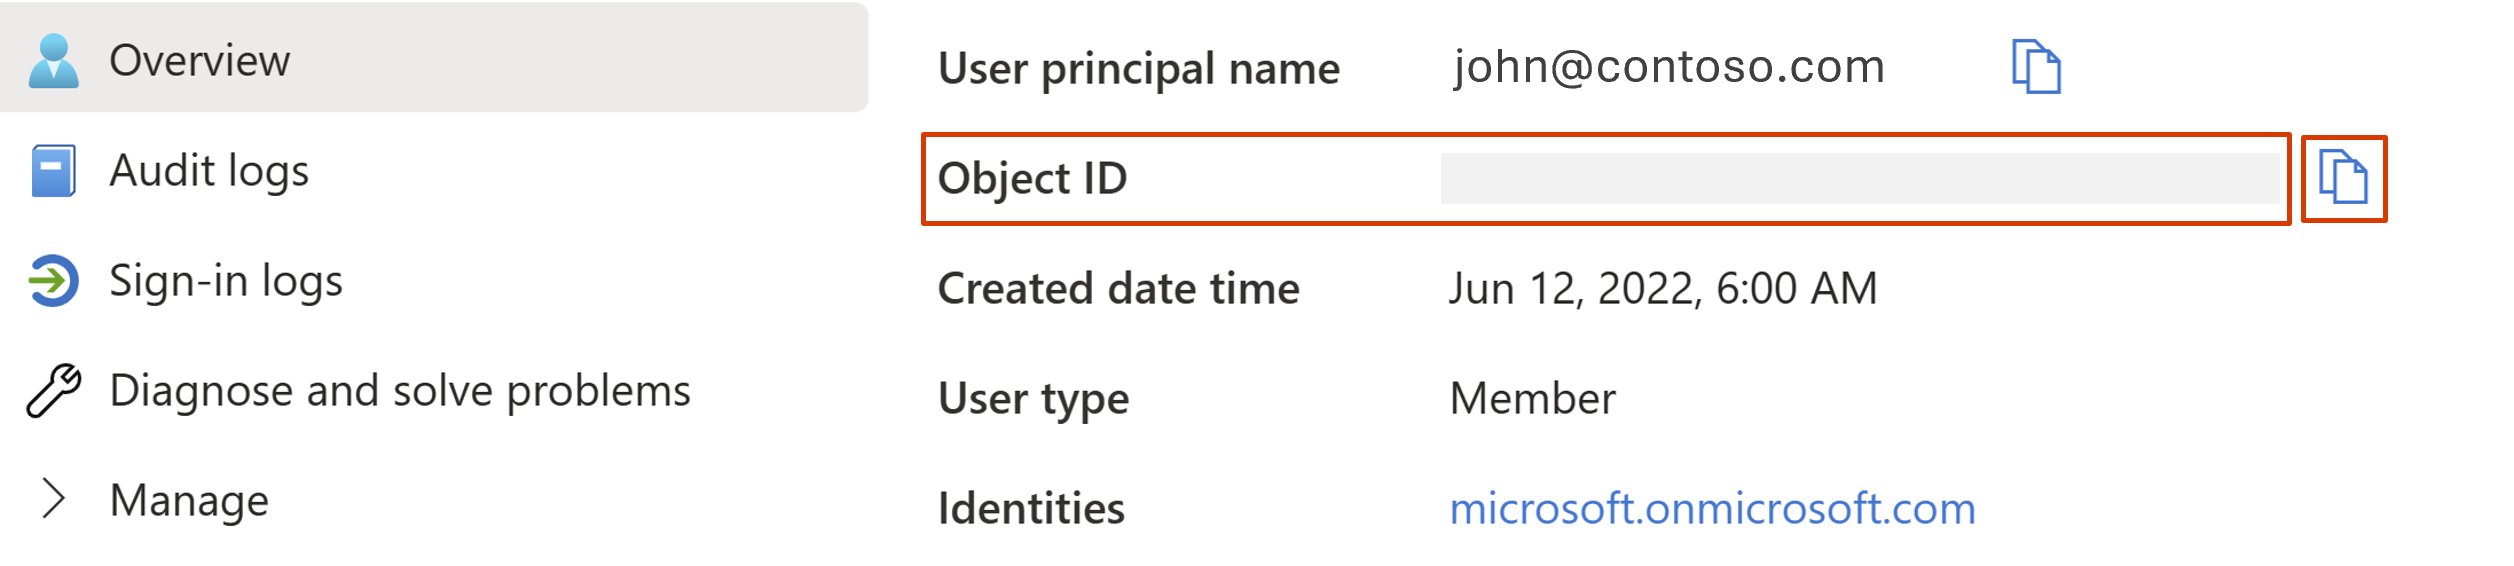 Overview
Audit logs
Sign-in logs
Diagnose and solve problems
Manage
User principal name john@contoso.com
Object ID
Created date time Jun 12, 2022, 6:00 AM
User type Member
Identities microsoft.onmicrosoft.com